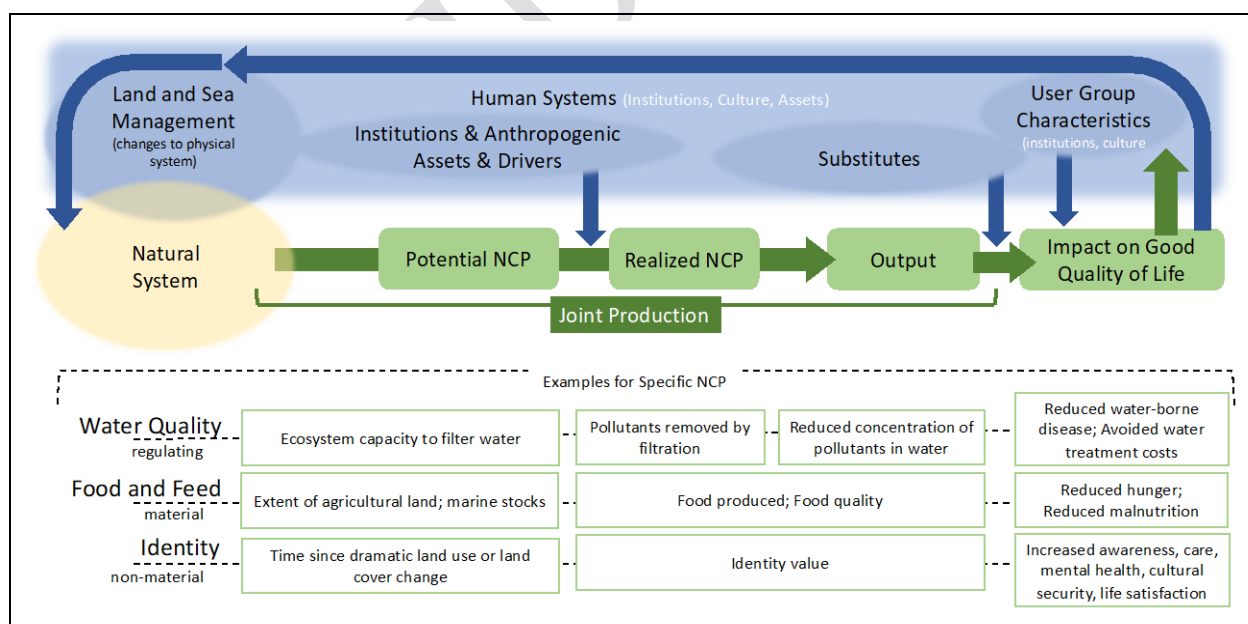 Land and Sea
Management
(changes to physical
system)
Human Systems (Institutions, Culture, Assets)
Institutions & Anthropogenic
Assets & Drivers
Substitutes
User Group
Characteristics
(institutions, culture
Natural
System
Potential NCP
Realized NCP
Output
Impact on Good
Quality of Life
Joint Production
Examples for Specific NCP
Water Quality
regulating
Ecosystem capacity to filter water
Pollutants removed by
filtration
Reduced concentration of
pollutants in water
Reduced water-borne
disease; Avoided water
treatment costs
Food and Feed
material
Extent of agricultural land; marine stocks
Food produced; Food quality
Reduced hunger;
Reduced malnutrition
Identity
non-material
Time since dramatic land use or land
cover change
Identity value
Increased awareness, care,
mental health, cultural
security, life satisfaction